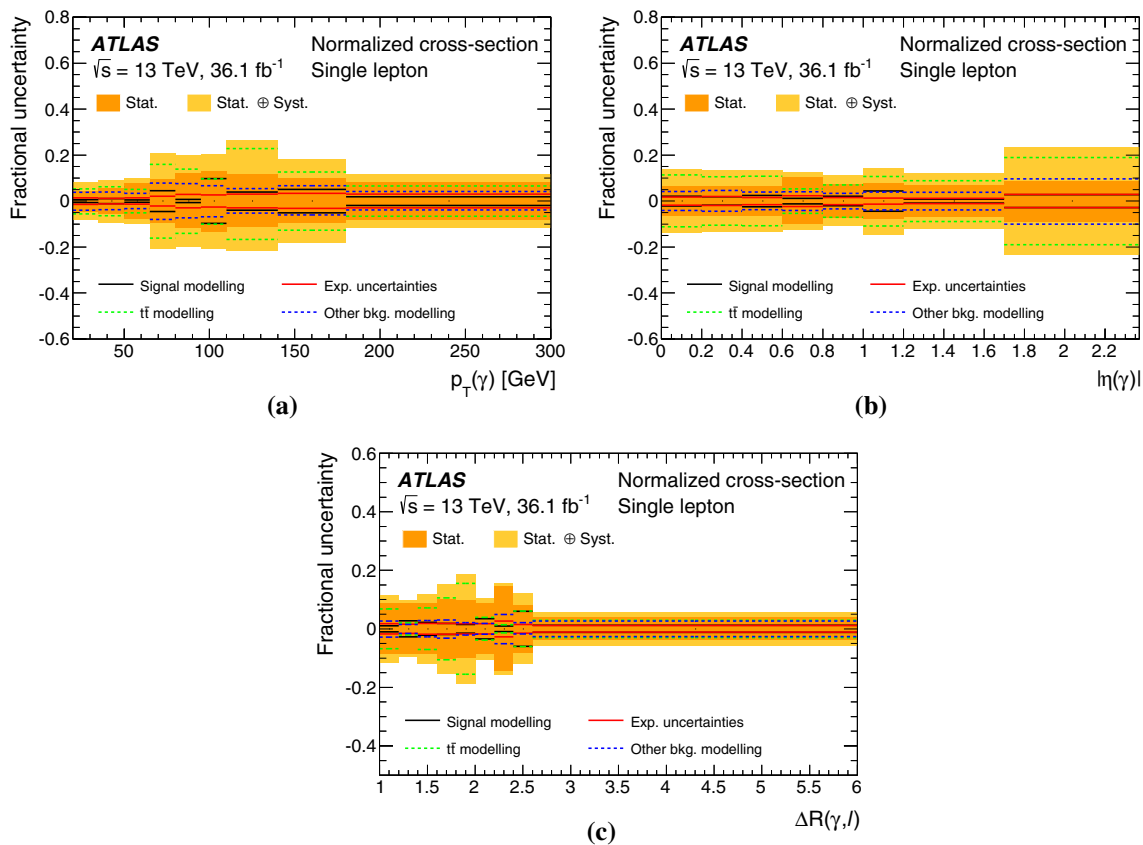 Fractional uncertainty
0.6
0.4
0.2
0
-0.2
-0.4
-0.6
ATLAS
Normalized cross-section
√s = 13 TeV, 36.1 fb⁻¹
Single lepton
Stat.
Stat. ⊕ Syst.
Signal modelling
Exp. uncertainties
tt̄ modelling
Other bkg. modelling
50 100 150 200 250 300
p_T(γ) [GeV]
(a)
Fractional uncertainty
0.8
0.6
0.4
0.2
0
-0.2
-0.4
-0.6
ATLAS
Normalized cross-section
√s = 13 TeV, 36.1 fb⁻¹
Single lepton
Stat.
Stat. ⊕ Syst.
Signal modelling
Exp. uncertainties
tt̄ modelling
Other bkg. modelling
0 0.2 0.4 0.6 0.8 1 1.2 1.4 1.6 1.8 2 2.2
|η(γ)|
(b)
Fractional uncertainty
0.6
0.4
0.2
0
-0.2
-0.4
ATLAS
Normalized cross-section
√s = 13 TeV, 36.1 fb⁻¹
Single lepton
Stat.
Stat. ⊕ Syst.
Signal modelling
Exp. uncertainties
tt̄ modelling
Other bkg. modelling
1 1.5 2 2.5 3 3.5 4 4.5 5 5.5 6
ΔR(γ,l)
(c)